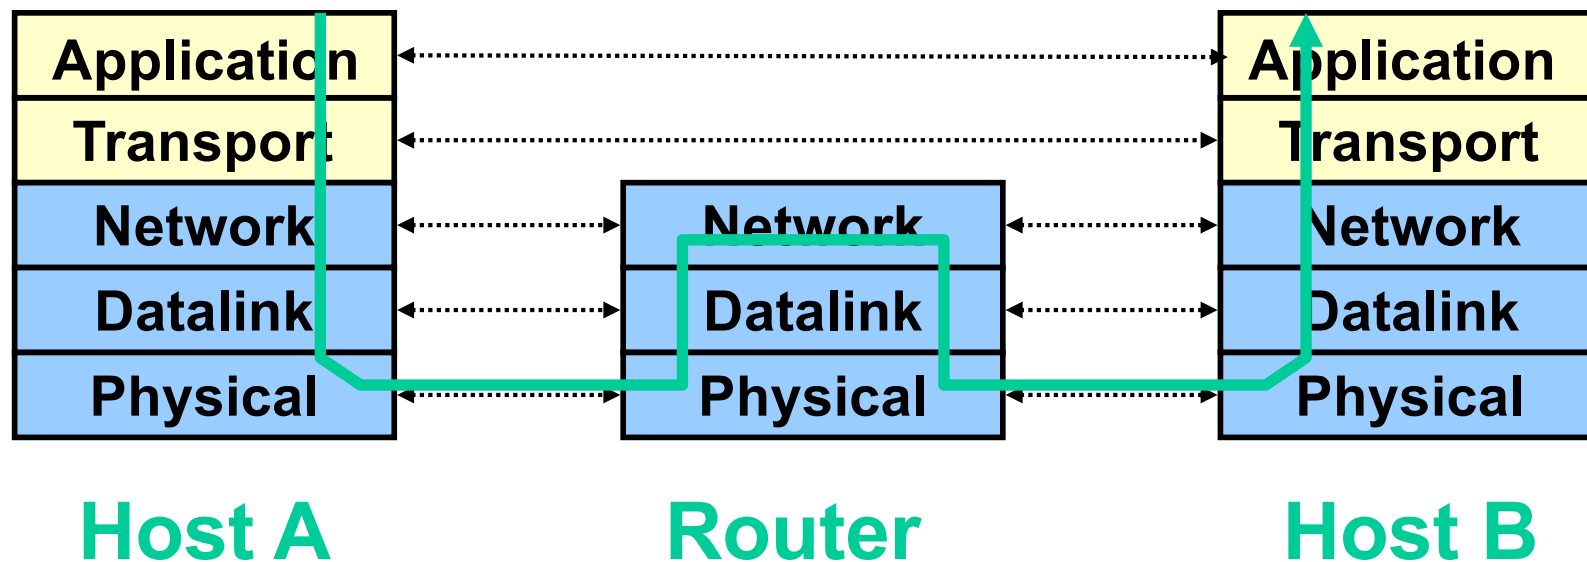 Application
Transport
Network
Datalink
Physical
Host A
Network
Datalink
Physical
Router
Application
Transport
Network
Datalink
Physical
Host B